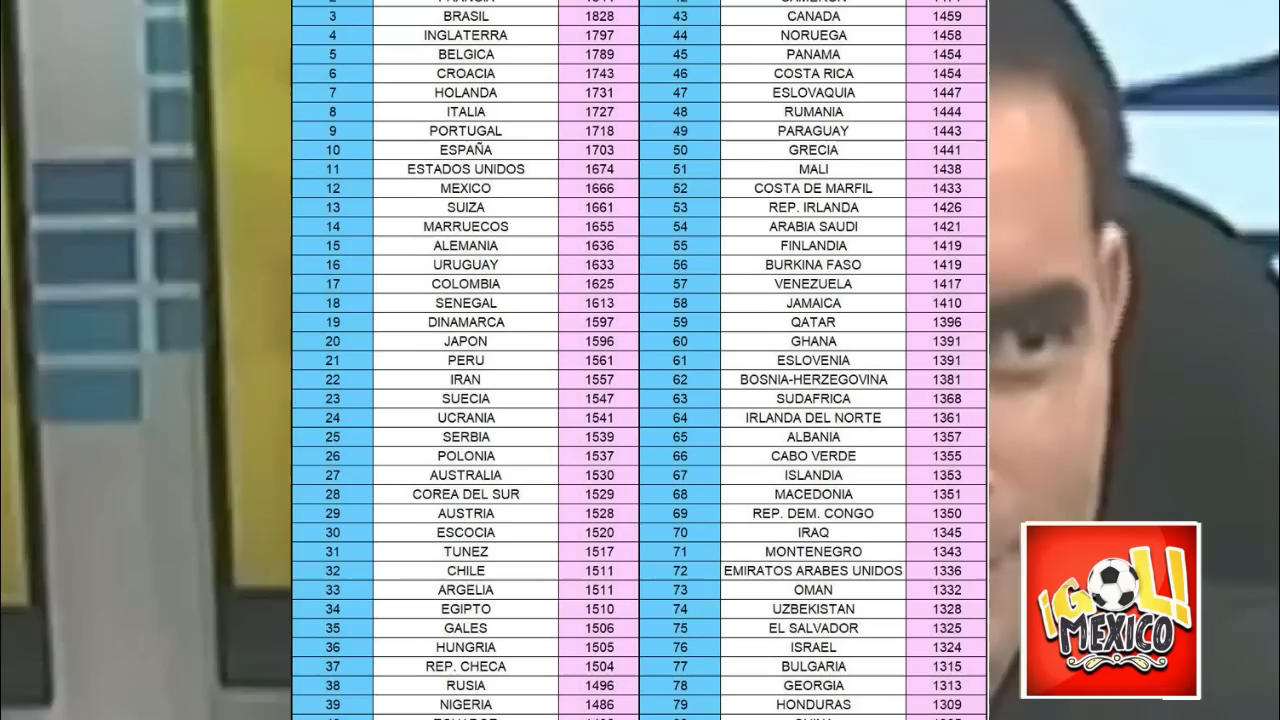 3 BRASIL 1828 43 CANADA 1459
4 INGLATERRA 1797 44 NORUEGA 1458
5 BELGICA 1789 45 PANAMA 1454
6 CROACIA 1743 46 COSTA RICA 1454
7 HOLANDA 1731 47 ESLOVAQUIA 1447
8 ITALIA 1727 48 RUMANIA 1444
9 PORTUGAL 1718 49 PARAGUAY 1443
10 ESPAÑA 1703 50 GRECIA 1441
11 ESTADOS UNIDOS 1674 51 MALI 1438
12 MEXICO 1666 52 COSTA DE MARFIL 1433
13 SUIZA 1661 53 REP. IRLANDA 1426
14 MARRUECOS 1655 54 ARABIA SAUDI 1421
15 ALEMANIA 1636 55 FINLANDIA 1419
16 URUGUAY 1633 56 BURKINA FASO 1419
17 COLOMBIA 1625 57 VENEZUELA 1417
18 SENEGAL 1613 58 JAMAICA 1410
19 DINAMARCA 1597 59 QATAR 1396
20 JAPON 1596 60 GHANA 1391
21 PERU 1561 61 ESLOVENIA 1391
22 IRAN 1557 62 BOSNIA-HERZEGOVINA 1381
23 SUECIA 1547 63 SUDAFRICA 1368
24 UCRANIA 1541 64 IRLANDA DEL NORTE 1361
25 SERBIA 1539 65 ALBANIA 1357
26 POLONIA 1537 66 CABO VERDE 1355
27 AUSTRALIA 1530 67 ISLANDIA 1353
28 COREA DEL SUR 1529 68 MACEDONIA 1351
29 AUSTRIA 1528 69 REP. DEM. CONGO 1350
30 ESCOCIA 1520 70 IRAQ 1345
31 TUNEZ 1517 71 MONTENEGRO 1343
32 CHILE 1511 72 EMIRATOS ARABES UNIDOS 1336
33 ARGELIA 1511 73 OMAN 1332
34 EGIPTO 1510 74 UZBEKISTAN 1328
35 GALES 1506 75 EL SALVADOR 1325
36 HUNGRIA 1505 76 ISRAEL 1324
37 REP. CHECA 1504 77 BULGARIA 1315
38 RUSIA 1496 78 GEORGIA 1313
39 NIGERIA 1486 79 HONDURAS 1309
¡GOL!
MEXICO